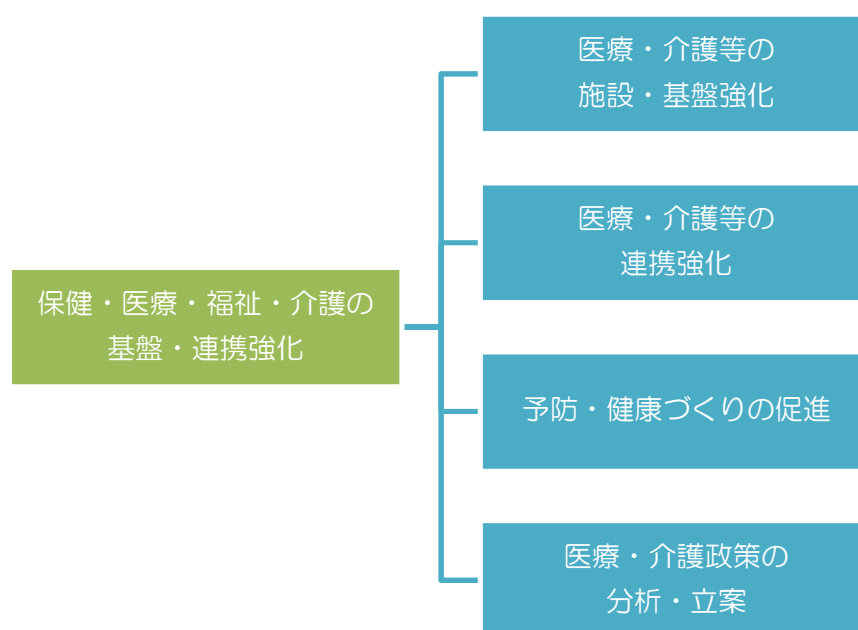 医療・介護等の
施設・基盤強化
医療・介護等の
連携強化
保健・医療・福祉・介護の
基盤・連携強化
予防・健康づくりの促進
医療・介護政策の
分析・立案